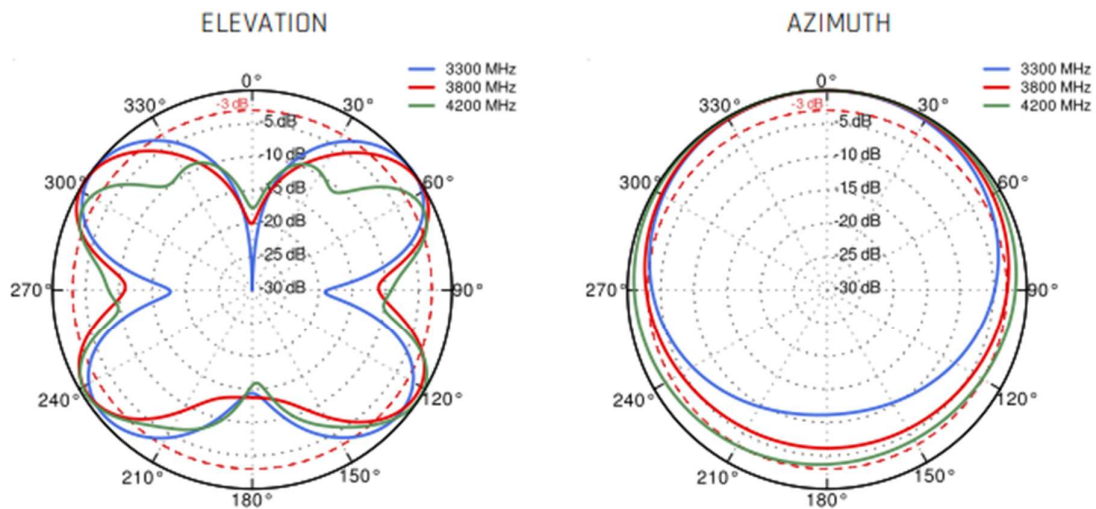 ELEVATION
3300 MHz
3800 MHz
4200 MHz
0°
330°
30°
-3 dB
-5 dB
-10 dB
300°
60°
-15 dB
-20 dB
-25 dB
270°
-30 dB
90°
240°
120°
210°
150°
180°
AZIMUTH
3300 MHz
3800 MHz
4200 MHz
0°
330°
30°
-3 dB
-5 dB
-10 dB
300°
60°
-15 dB
-20 dB
-25 dB
270°
-30 dB
90°
240°
120°
210°
150°
180°